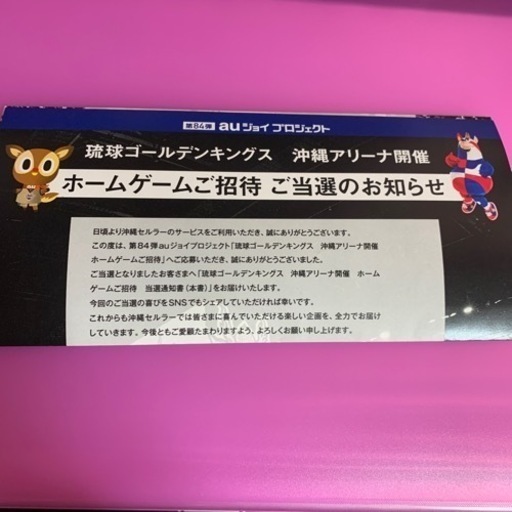 第84弾 auジョイプロジェクト
琉球ゴールデンキングス 沖縄アリーナ開催
ホームゲームご招待 ご当選のお知らせ
日頃より沖縄セルラーのサービスをご利用いただき、誠にありがとうございます。
この度は、第84弾auジョイプロジェクト「琉球ゴールデンキングス 沖縄アリーナ開催
ホームゲームご招待」へご応募いただき、誠にありがとうございました。
ご当選となりましたお客さまへ「琉球ゴールデンキングス 沖縄アリーナ開催 ホーム
ゲームご招待 当選通知書(本書)」をお届けいたします。
今回のご当選の喜びをSNSでもシェアしていただければ幸いです。
これからも沖縄セルラーでは皆さまに喜んでいただける楽しい企画を、全力でお届け
していきます。今後ともご愛顧たまわりますよう、よろしくお願い申し上げます。